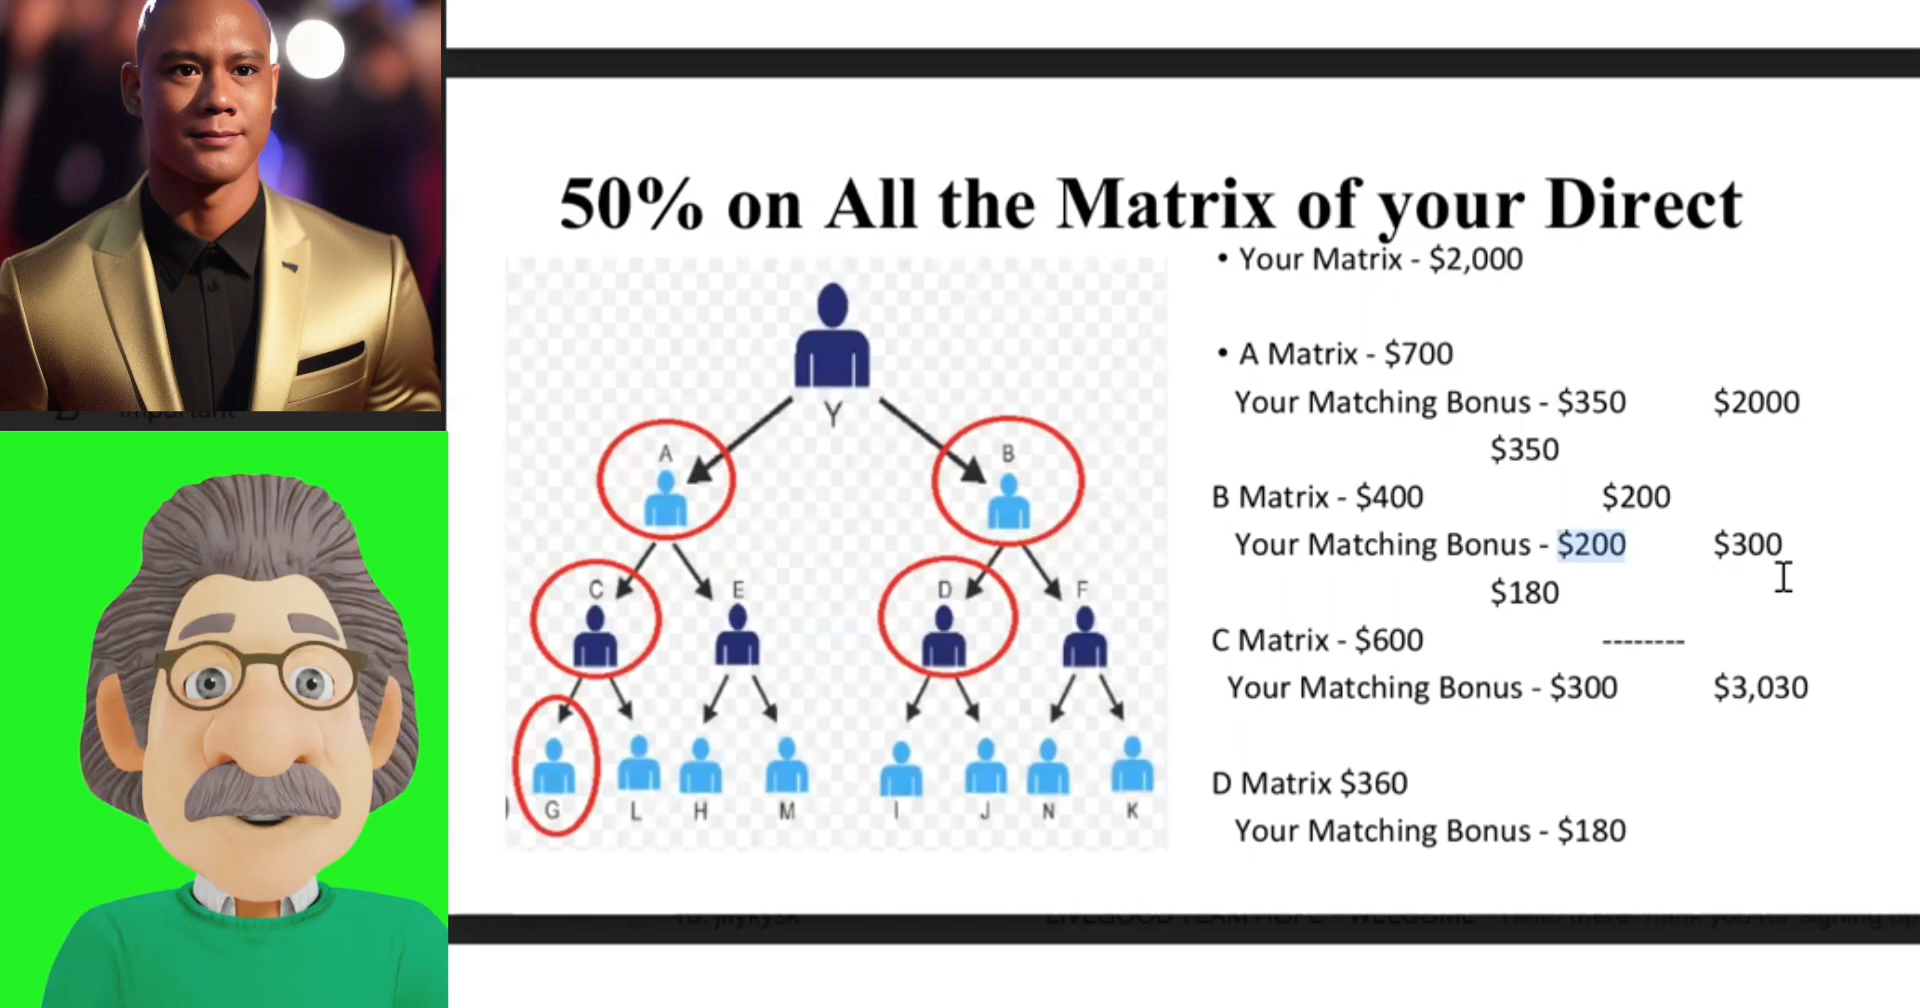 50% on All the Matrix of your Direct
• Your Matrix - $2,000
• A Matrix - $700
Your Matching Bonus - $350 $2000
$350
B Matrix - $400 $200
Your Matching Bonus - $200 $300
$180
C Matrix - $600 --------
Your Matching Bonus - $300 $3,030
D Matrix $360
Your Matching Bonus - $180
Y
A B
C E D F
G L H M I J N K